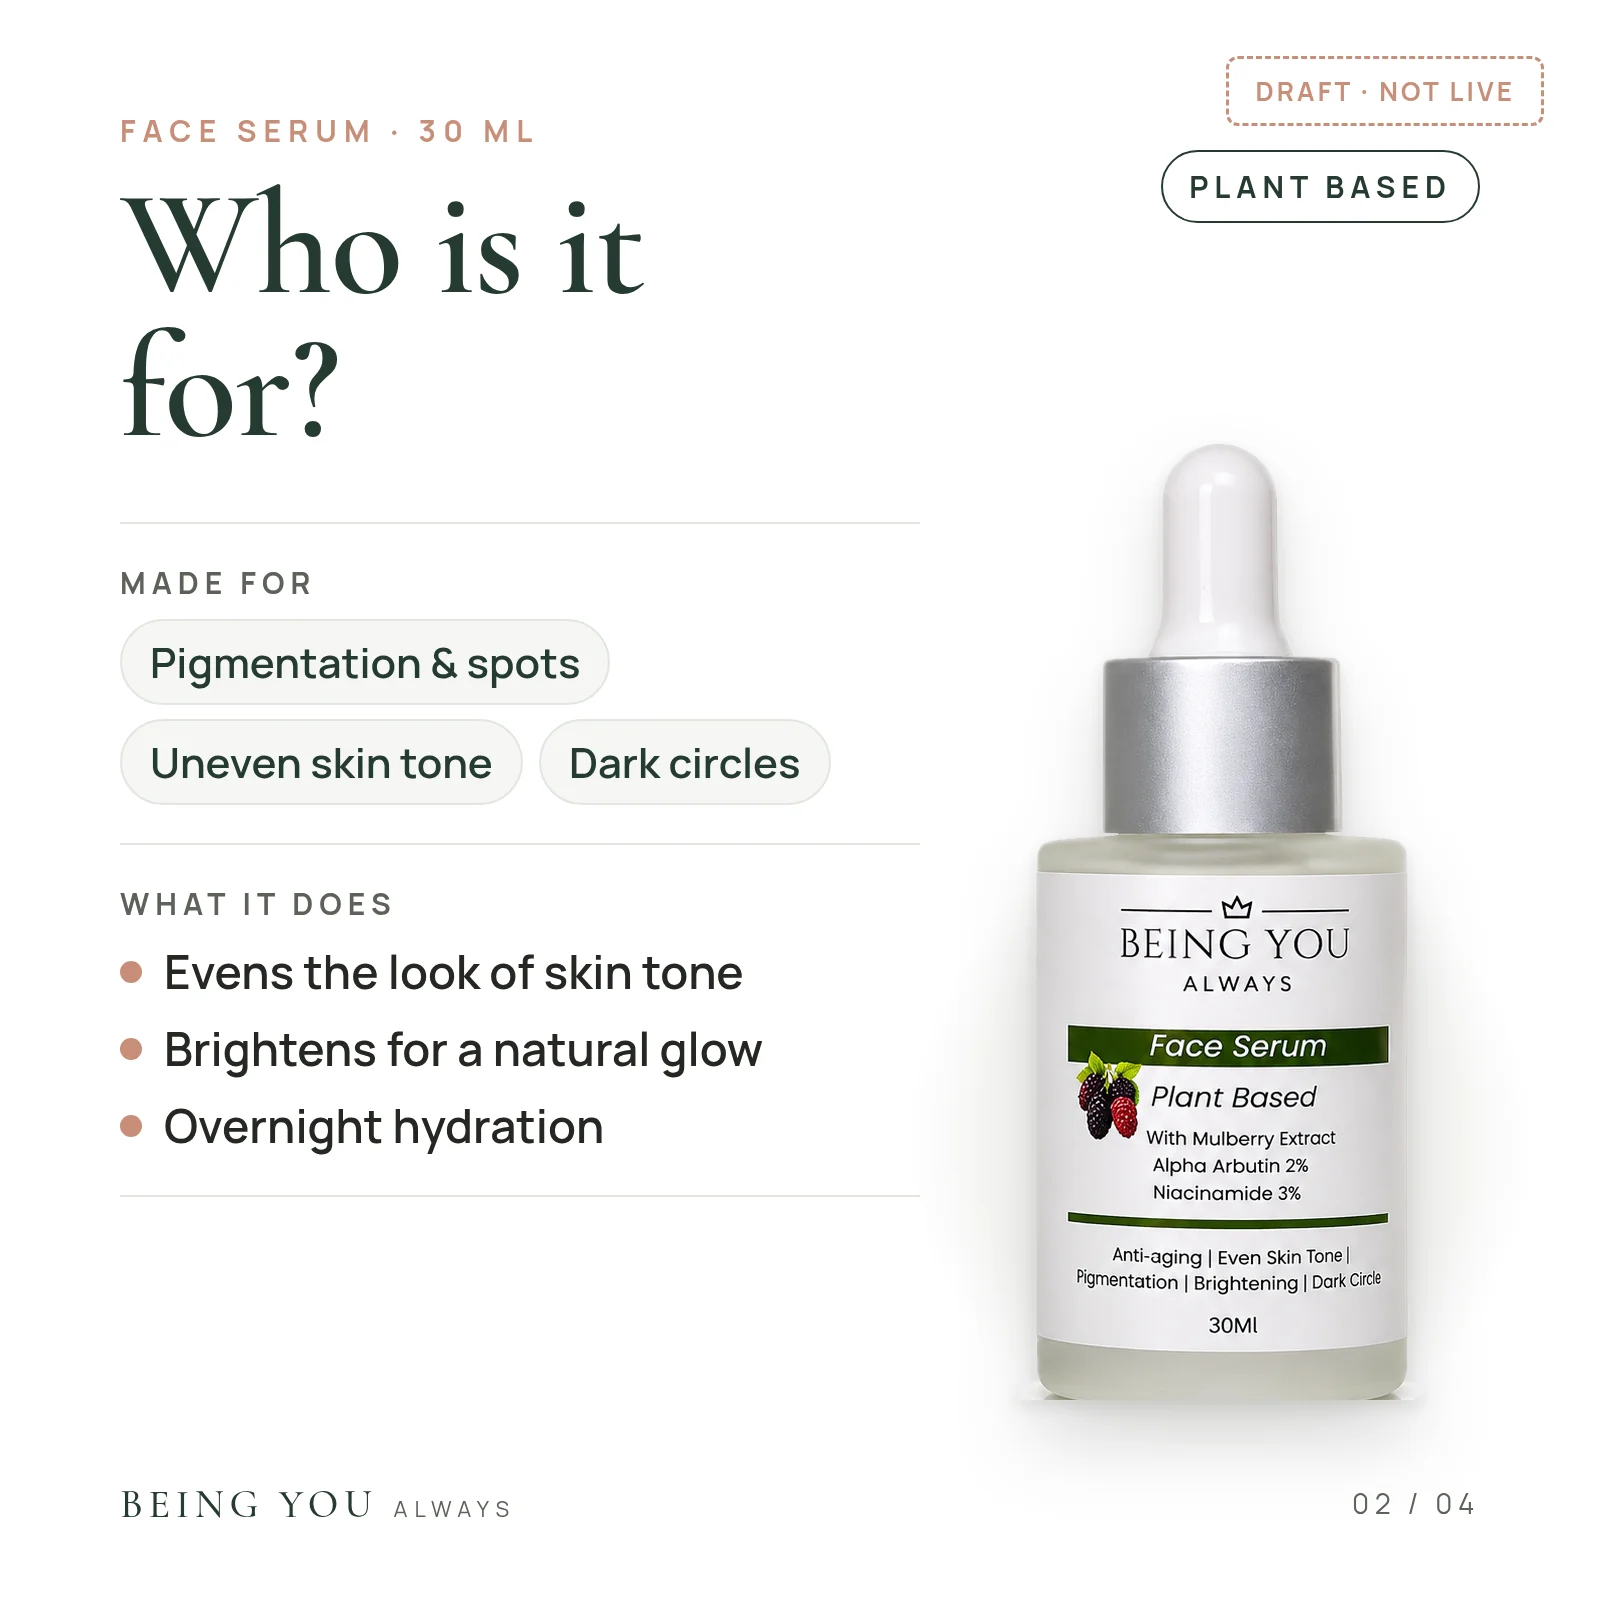 DRAFT · NOT LIVE
FACE SERUM · 30 ML
PLANT BASED
Who is it
for?
MADE FOR
Pigmentation & spots
Uneven skin tone
Dark circles
WHAT IT DOES
Evens the look of skin tone
Brightens for a natural glow
Overnight hydration
BEING YOU
ALWAYS
Face Serum
Plant Based
With Mulberry Extract
Alpha Arbutin 2%
Niacinamide 3%
Anti-aging | Even Skin Tone |
Pigmentation | Brightening | Dark Circle
30Ml
BEING YOU ALWAYS
02 / 04